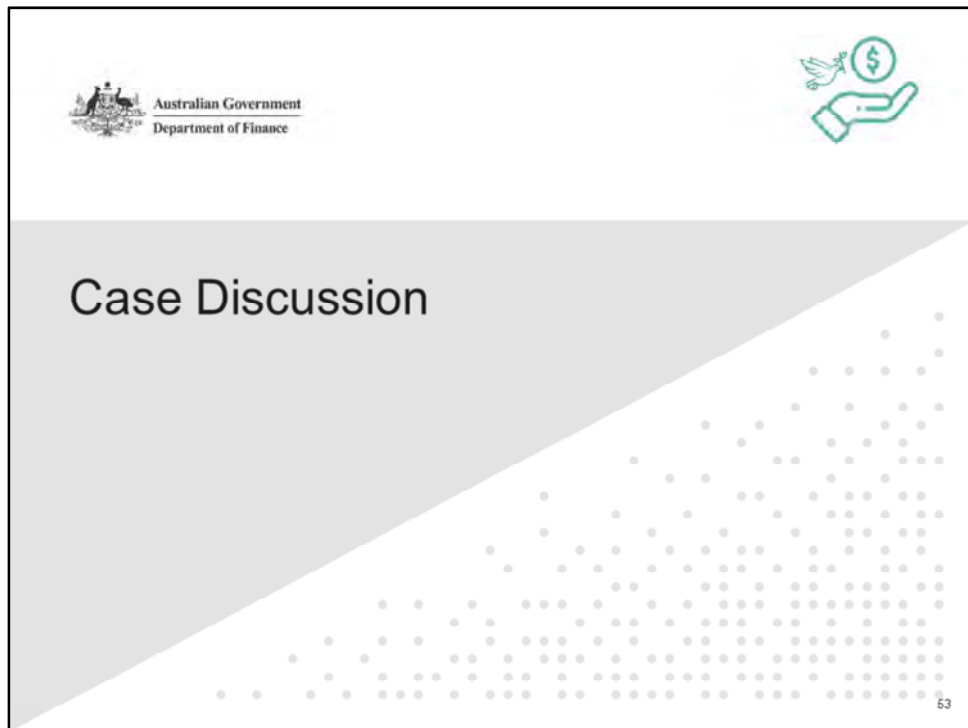 Australian Government
Department of Finance
$
Case Discussion
53